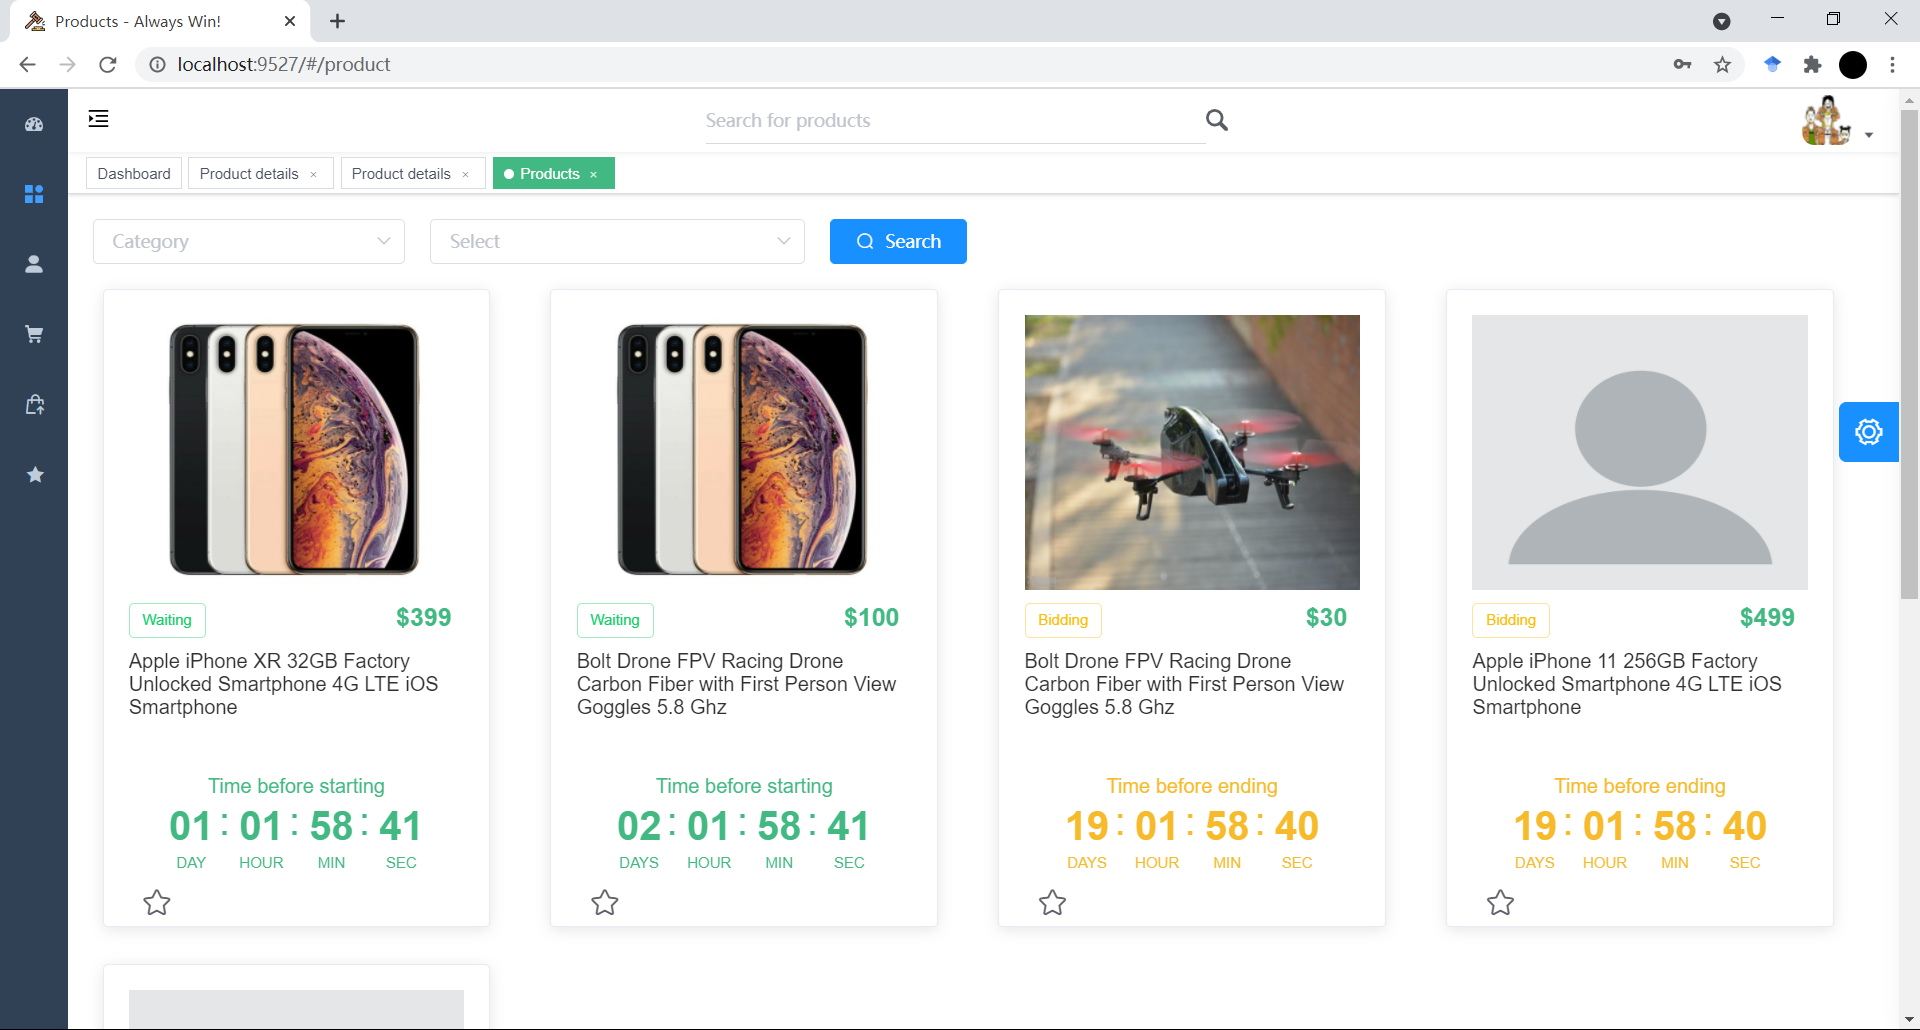 Products - Always Win!
localhost:9527/#/product
Search for products
Dashboard
Product details ×
Product details ×
Products ×
Category
Select
Search
Waiting
$399
Apple iPhone XR 32GB Factory
Unlocked Smartphone 4G LTE iOS
Smartphone
Time before starting
01 : 01 : 58 : 41
DAY HOUR MIN SEC
Waiting
$100
Bolt Drone FPV Racing Drone
Carbon Fiber with First Person View
Goggles 5.8 Ghz
Time before starting
02 : 01 : 58 : 41
DAYS HOUR MIN SEC
Bidding
$30
Bolt Drone FPV Racing Drone
Carbon Fiber with First Person View
Goggles 5.8 Ghz
Time before ending
19 : 01 : 58 : 40
DAYS HOUR MIN SEC
Bidding
$499
Apple iPhone 11 256GB Factory
Unlocked Smartphone 4G LTE iOS
Smartphone
Time before ending
19 : 01 : 58 : 40
DAYS HOUR MIN SEC